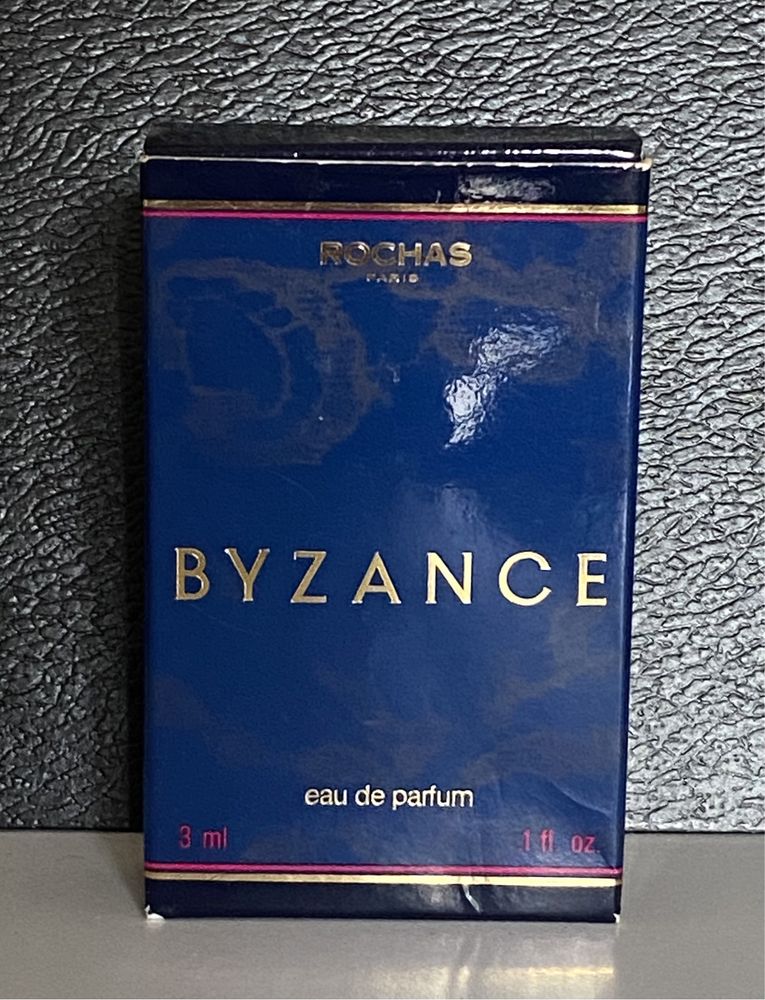 ROCHAS
PARIS
BYZANCE
eau de parfum
3 ml 1 fl oz.